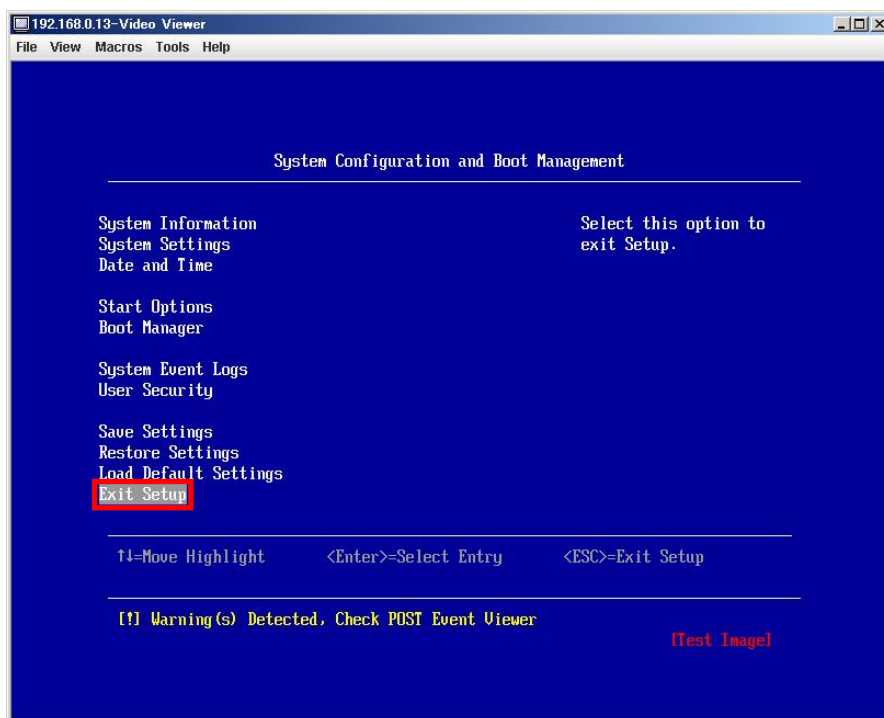 192.168.0.13-Video Viewer
File View Macros Tools Help
System Configuration and Boot Management
System Information
Select this option to
System Settings
exit Setup.
Date and Time
Start Options
Boot Manager
System Event Logs
User Security
Save Settings
Restore Settings
Load Default Settings
Exit Setup
↑↓=Move Highlight <Enter>=Select Entry <ESC>=Exit Setup
[!] Warning(s) Detected, Check POST Event Viewer
[Test Image]